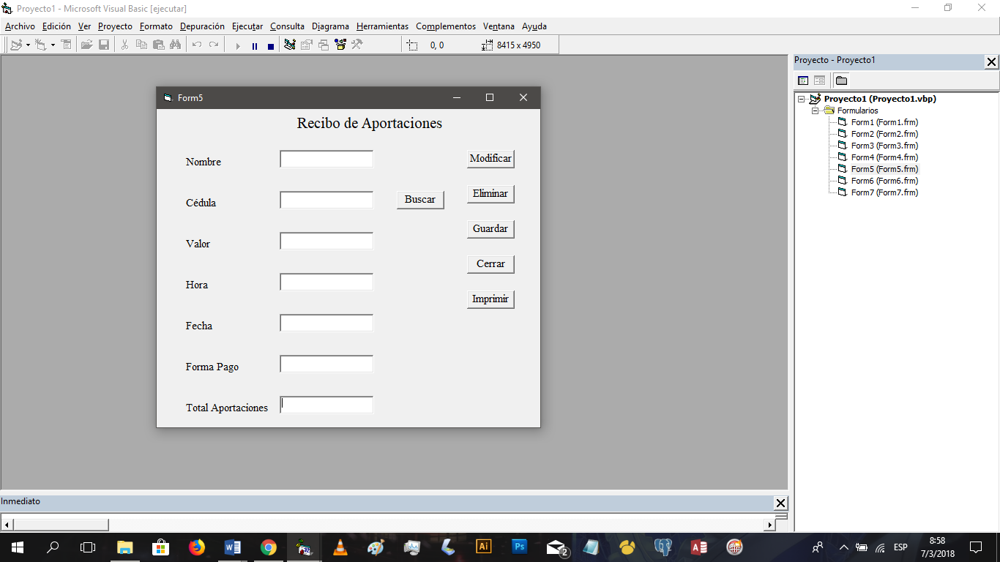 Proyecto1 - Microsoft Visual Basic [ejecutar]
Archivo Edición Ver Proyecto Formato Depuración Ejecutar Consulta Diagrama Herramientas Complementos Ventana Ayuda
0, 0 8415 x 4950
Form5
Recibo de Aportaciones
Nombre
Modificar
Cédula
Buscar
Eliminar
Valor
Guardar
Hora
Cerrar
Fecha
Imprimir
Forma Pago
Total Aportaciones
Proyecto - Proyecto1
Proyecto1 (Proyecto1.vbp)
Formularios
Form1 (Form1.frm)
Form2 (Form2.frm)
Form3 (Form3.frm)
Form4 (Form4.frm)
Form5 (Form5.frm)
Form6 (Form6.frm)
Form7 (Form7.frm)
Inmediato
Ai
Ps
2
ESP
8:58
7/3/2018